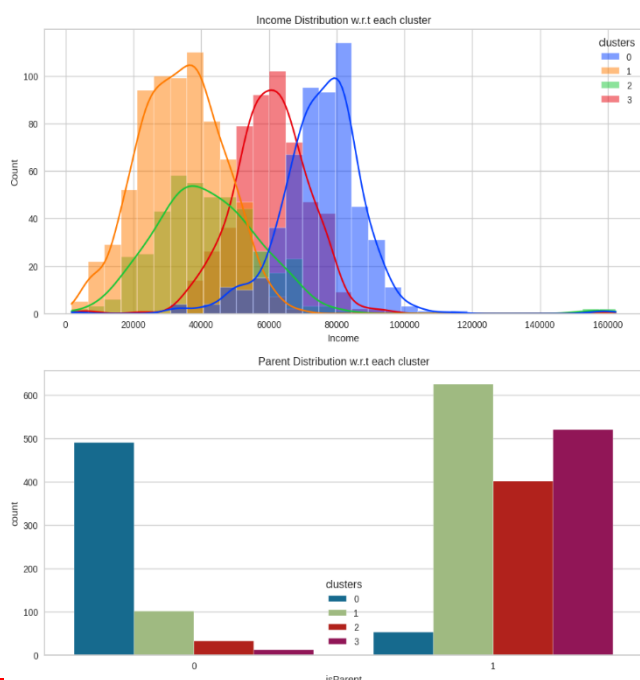 Income Distribution w.r.t each cluster
clusters
0
1
2
3
100
80
60
40
20
0
Count
0 20000 40000 60000 80000 100000 120000 140000 160000
Income
Parent Distribution w.r.t each cluster
600
500
400
300
200
100
0
count
clusters
0
1
2
3
0 1
isParent